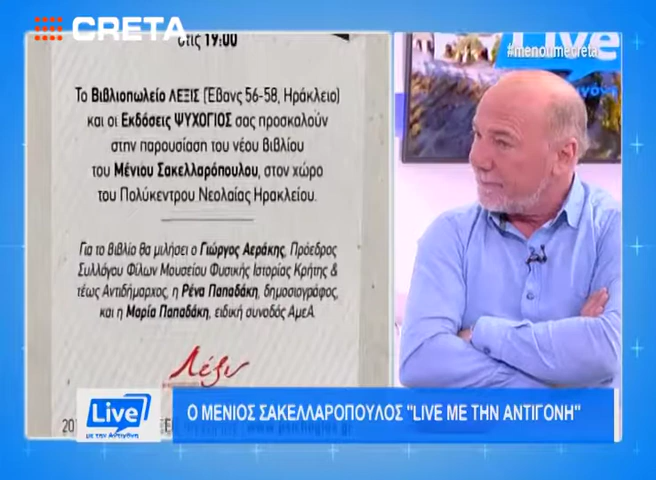 CRETA
στις 19:00
Live
#menoumecreta
Το Βιβλιοπωλείο ΛΕΞΙΣ (Έβανς 56-58, Ηράκλειο)
και οι Εκδόσεις ΨΥΧΟΓΙΟΣ σας προσκαλούν
στην παρουσίαση του νέου βιβλίου
του Μένιου Σακελλαρόπουλου, στον χώρο
του Πολύκεντρου Νεολαίας Ηρακλείου.
Για το βιβλίο θα μιλήσει ο Γιώργος Αεράκης, Πρόεδρος
Συλλόγου Φίλων Μουσείου Φυσικής Ιστορίας Κρήτης &
τέως Αντιδήμαρχος, η Ρένα Παπαδάκη, δημοσιογράφος,
και η Μαρία Παπαδάκη, ειδική συνοδός ΑμεΑ.
Λέξις
Live
με την Αντιγόνη
Ο ΜΕΝΙΟΣ ΣΑΚΕΛΛΑΡΟΠΟΥΛΟΣ "LIVE ΜΕ ΤΗΝ ΑΝΤΙΓΟΝΗ"